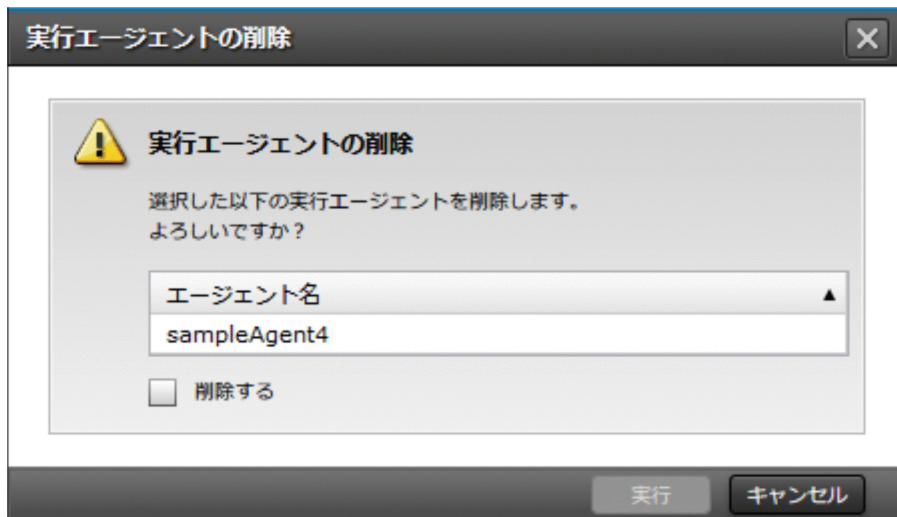 実行エージェントの削除
実行エージェントの削除
選択した以下の実行エージェントを削除します。
よろしいですか？
エージェント名
sampleAgent4
削除する
実行 キャンセル